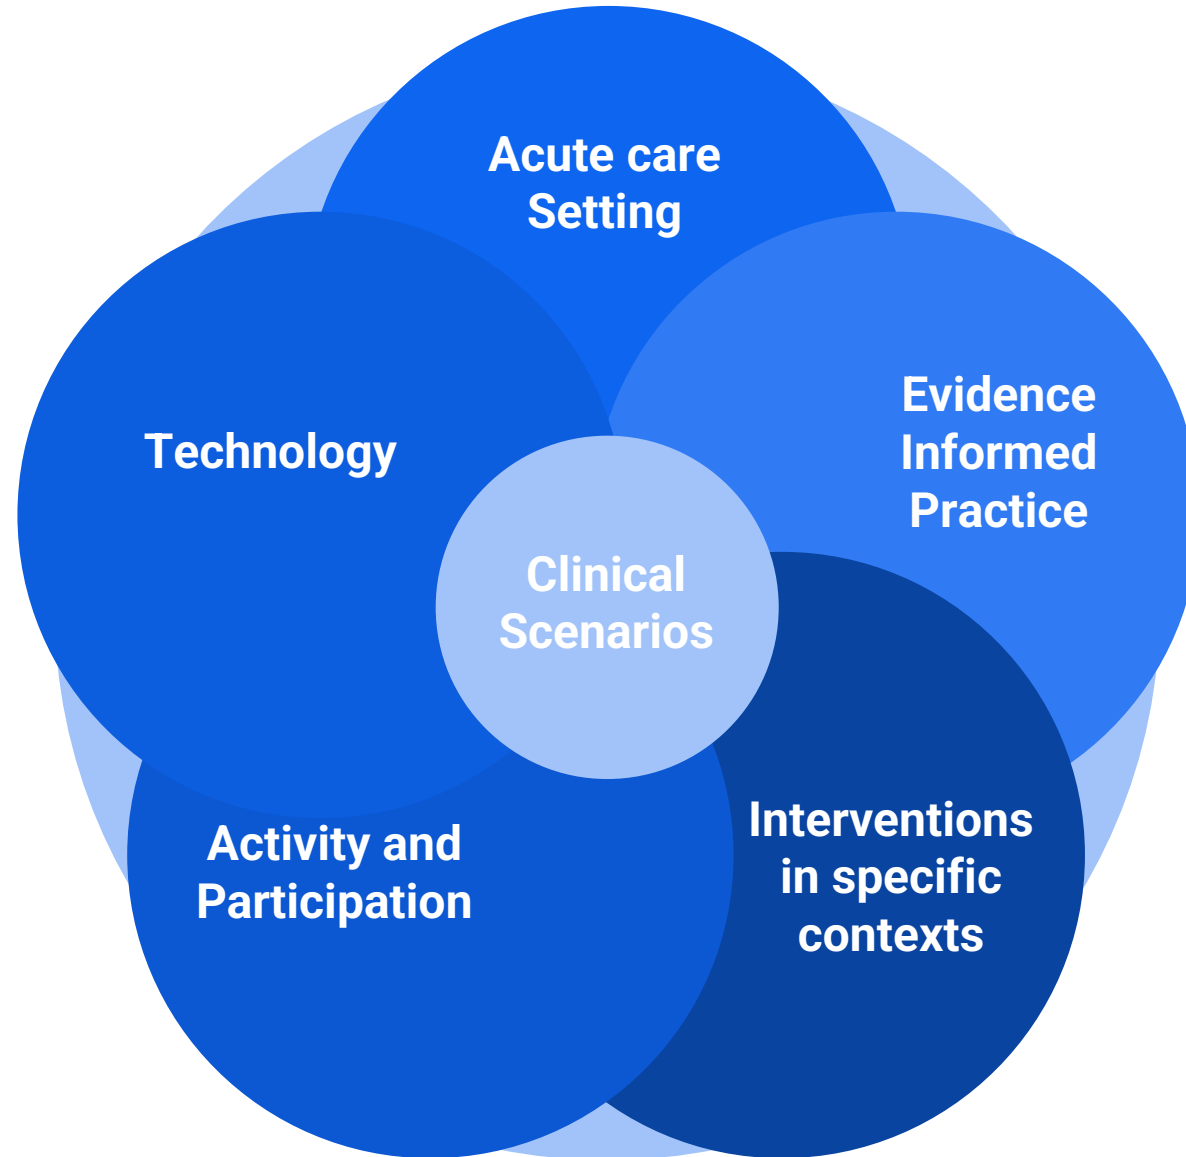 Acute care
Setting
Evidence
Informed
Practice
Technology
Clinical
Scenarios
Interventions
in specific
contexts
Activity and
Participation